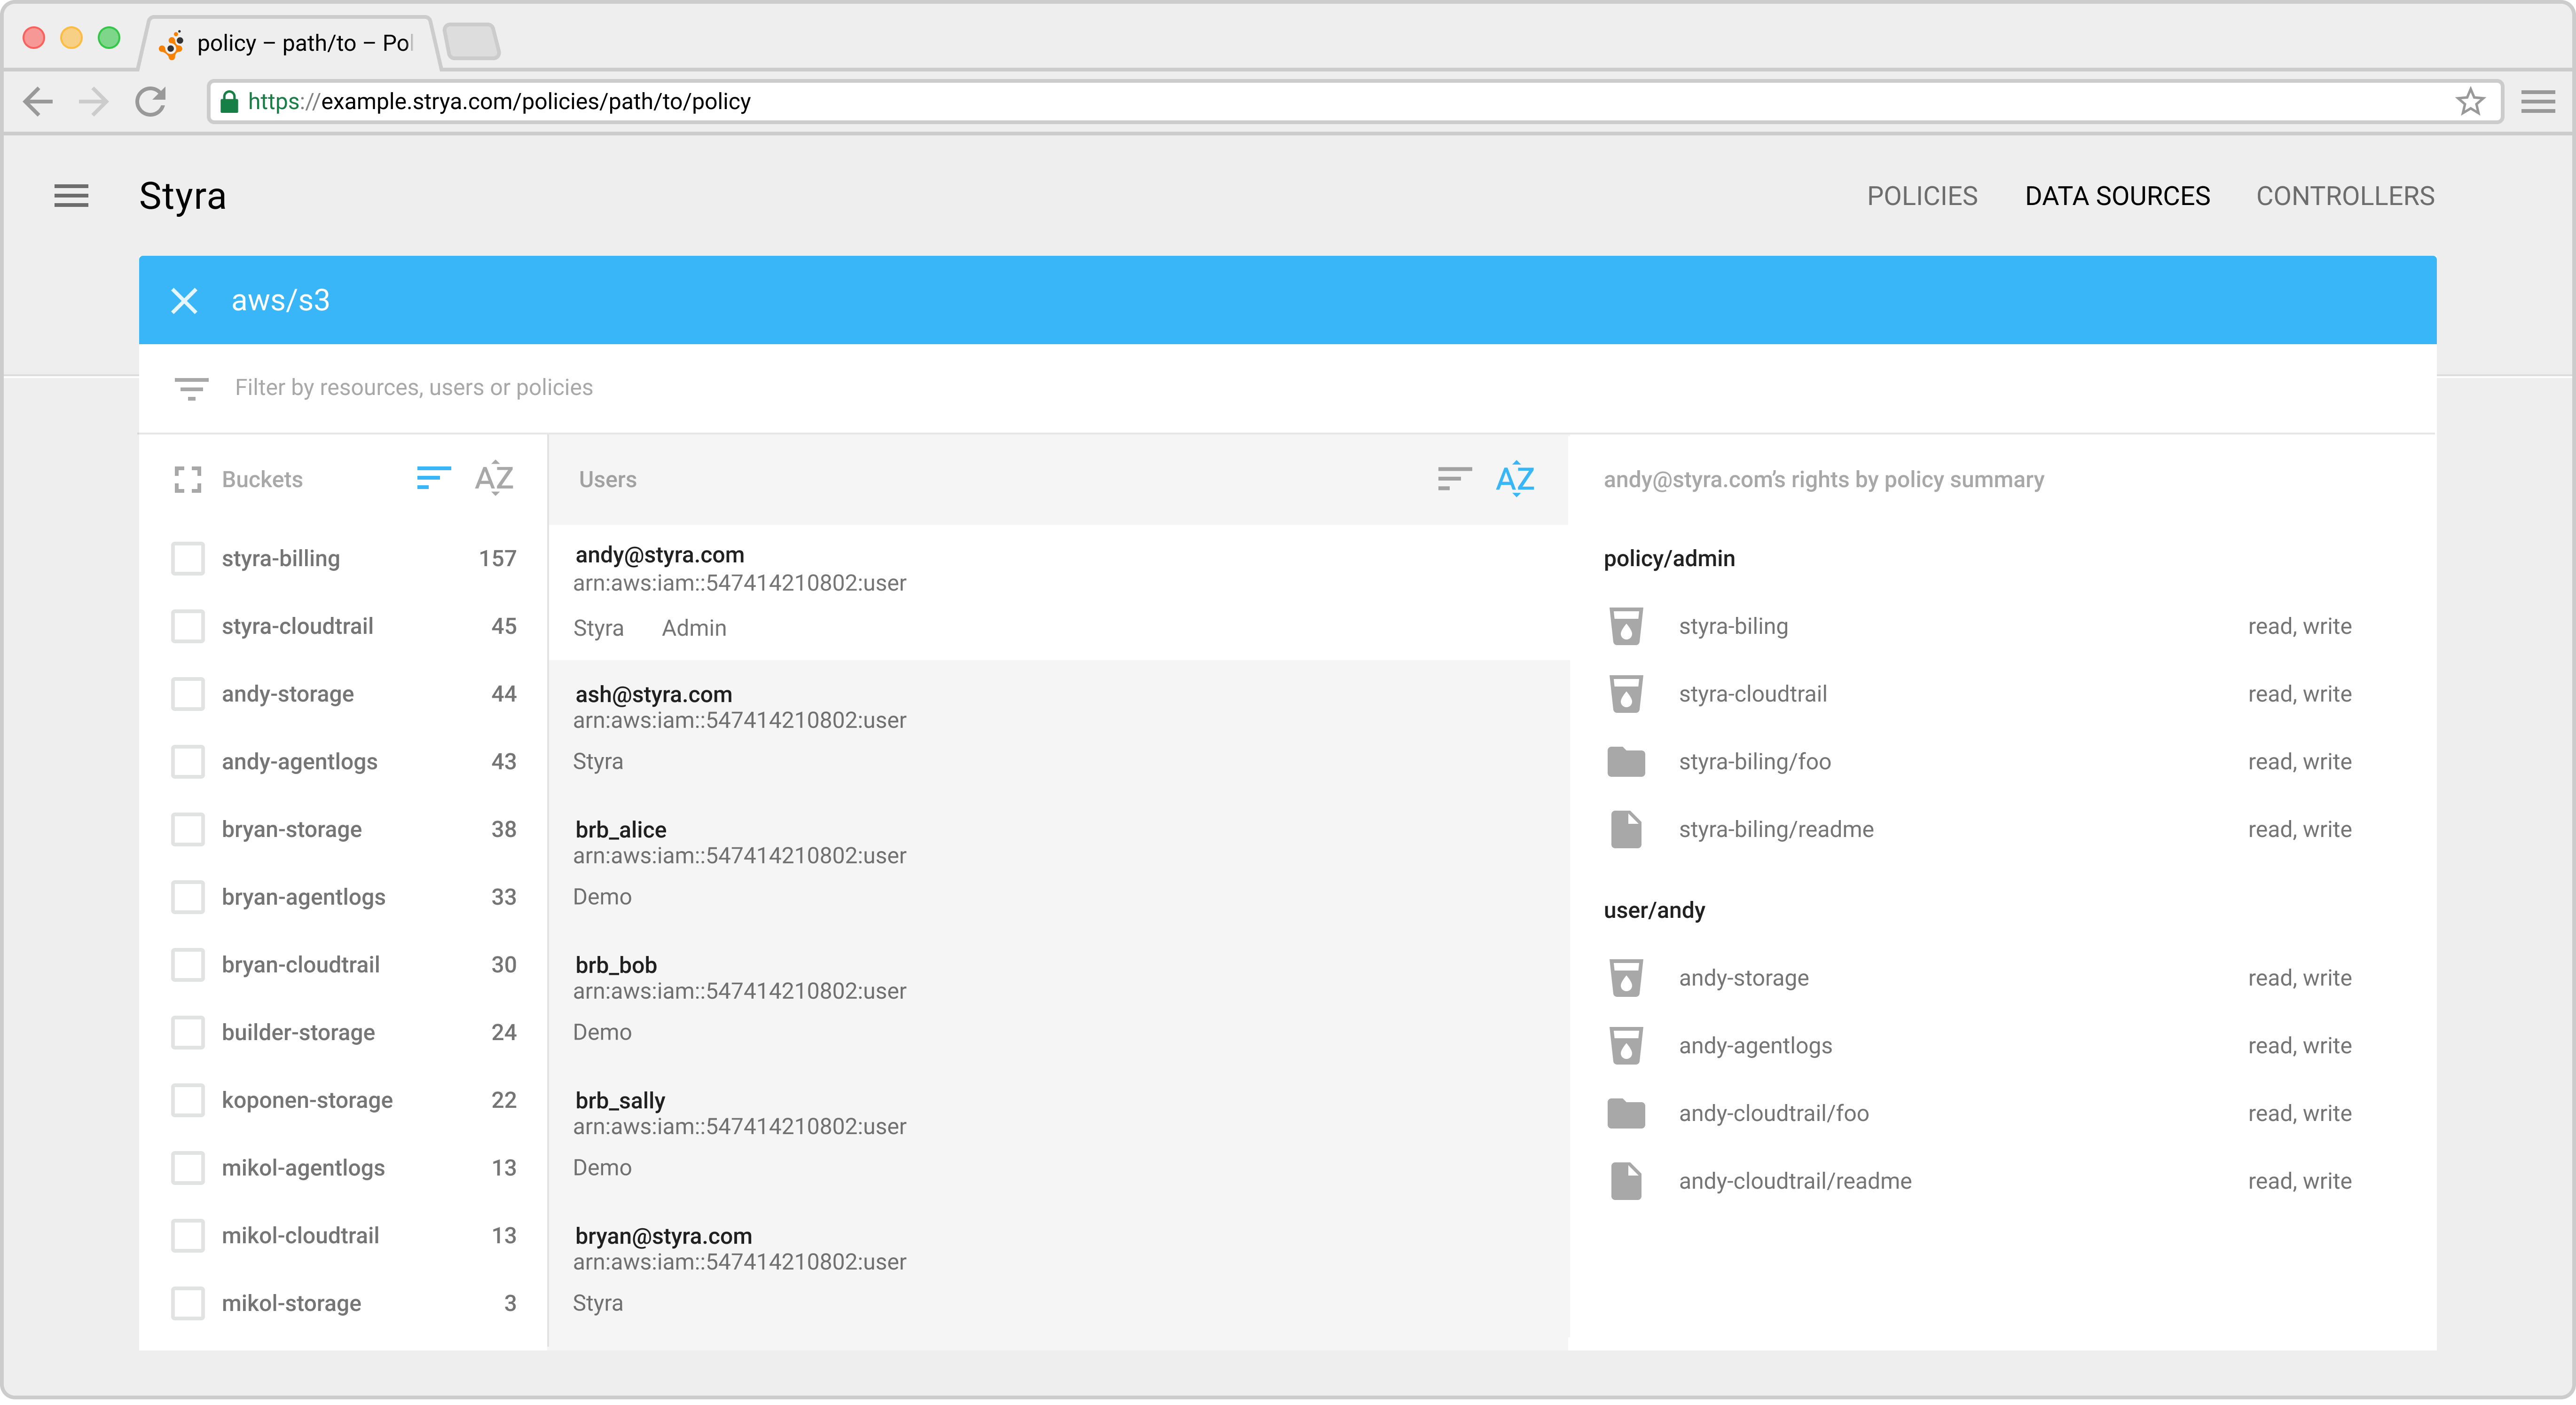 policy – path/to – Pol
https://example.strya.com/policies/path/to/policy
Styra
POLICIES DATA SOURCES CONTROLLERS
aws/s3
Filter by resources, users or policies
Buckets AZ
styra-billing 157
styra-cloudtrail 45
andy-storage 44
andy-agentlogs 43
bryan-storage 38
bryan-agentlogs 33
bryan-cloudtrail 30
builder-storage 24
koponen-storage 22
mikol-agentlogs 13
mikol-cloudtrail 13
mikol-storage 3
Users AZ
andy@styra.com
arn:aws:iam::547414210802:user
Styra Admin
ash@styra.com
arn:aws:iam::547414210802:user
Styra
brb_alice
arn:aws:iam::547414210802:user
Demo
brb_bob
arn:aws:iam::547414210802:user
Demo
brb_sally
arn:aws:iam::547414210802:user
Demo
bryan@styra.com
arn:aws:iam::547414210802:user
Styra
andy@styra.com’s rights by policy summary
policy/admin
styra-biling read, write
styra-cloudtrail read, write
styra-biling/foo read, write
styra-biling/readme read, write
user/andy
andy-storage read, write
andy-agentlogs read, write
andy-cloudtrail/foo read, write
andy-cloudtrail/readme read, write